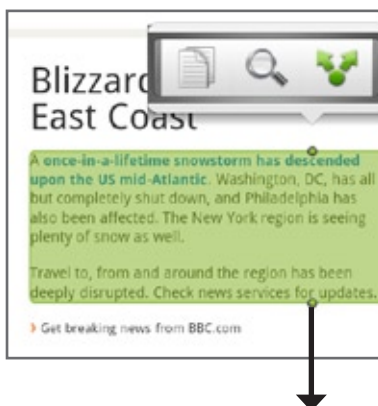 Blizzard
East Coast
A once-in-a-lifetime snowstorm has descended
upon the US mid-Atlantic. Washington, DC, has all
but completely shut down, and Philadelphia has
also been affected. The New York region is seeing
plenty of snow as well.
Travel to, from and around the region has been
deeply disrupted. Check news services for updates.
Get breaking news from BBC.com